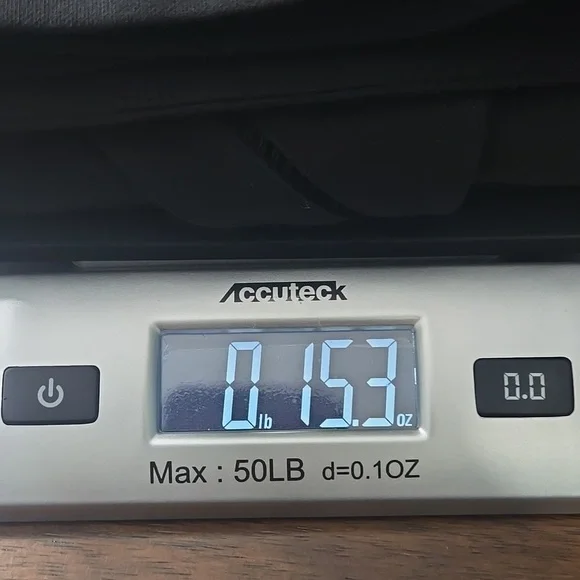 Accuteck
0 lb 15.3 oz
0.0
Max : 50LB d=0.1OZ